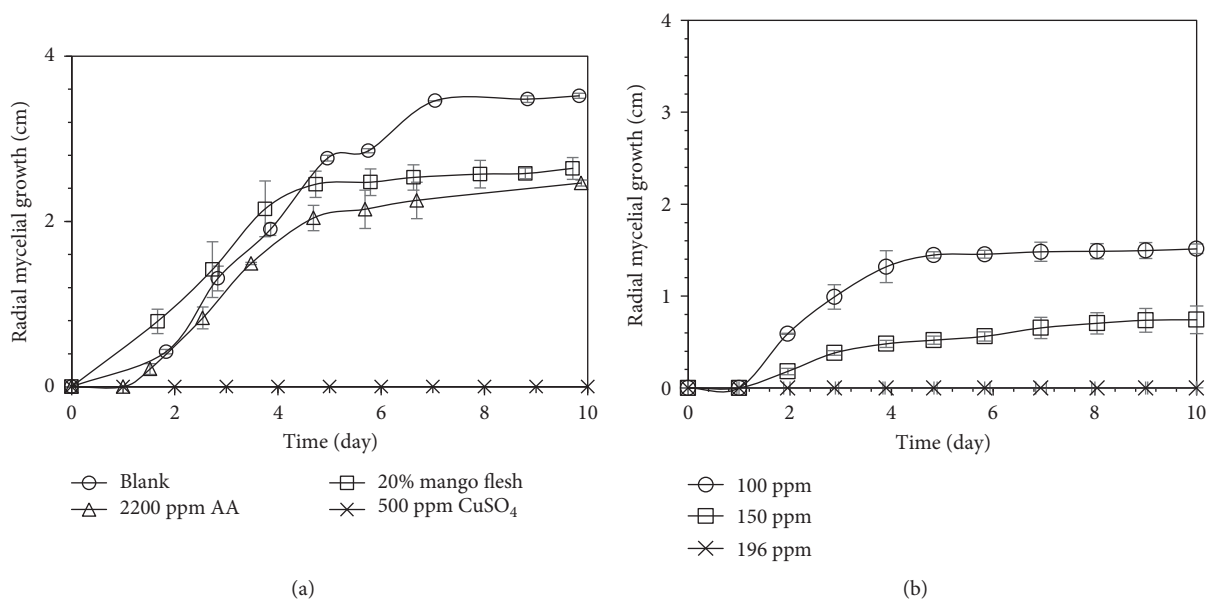 Radial mycelial growth (cm)
4
2
0
0 2 4 6 8 10
Time (day)
Blank
20% mango flesh
2200 ppm AA
500 ppm CuSO₄
(a)
Radial mycelial growth (cm)
4
3
2
1
0
0 2 4 6 8 10
Time (day)
100 ppm
150 ppm
196 ppm
(b)